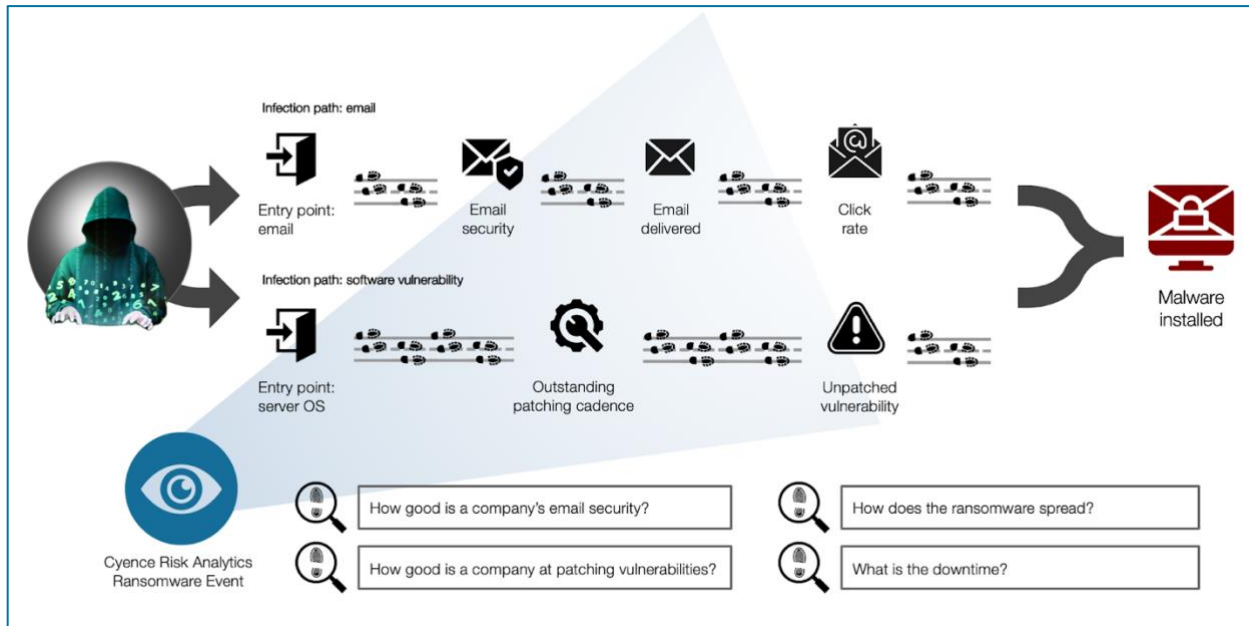 Infection path: email
Entry point:
email
Email
security
Email
delivered
Click
rate
Infection path: software vulnerability
Entry point:
server OS
Outstanding
patching cadence
Unpatched
vulnerability
Malware
installed
Cyence Risk Analytics
Ransomware Event
How good is a company's email security?
How does the ransomware spread?
How good is a company at patching vulnerabilities?
What is the downtime?